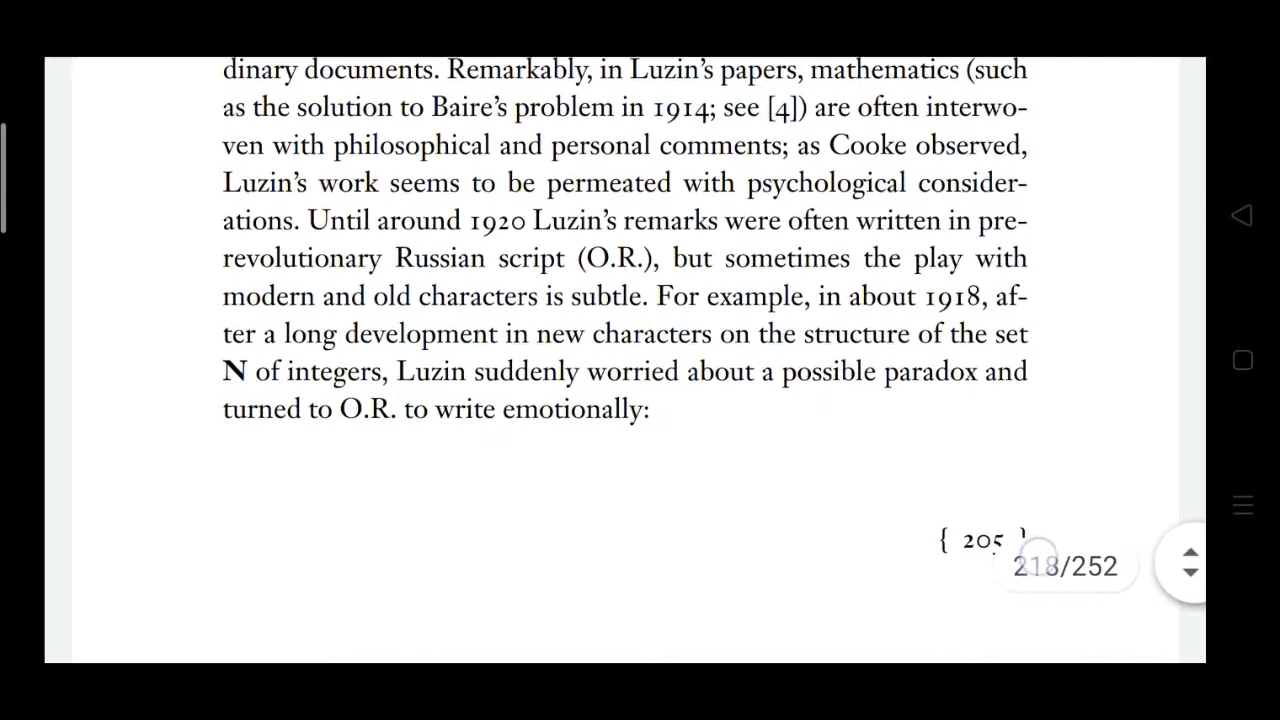 dinary documents. Remarkably, in Luzin's papers, mathematics (such
as the solution to Baire's problem in 1914; see [4]) are often interwo-
ven with philosophical and personal comments; as Cooke observed,
Luzin's work seems to be permeated with psychological consider-
ations. Until around 1920 Luzin's remarks were often written in pre-
revolutionary Russian script (O.R.), but sometimes the play with
modern and old characters is subtle. For example, in about 1918, af-
ter a long development in new characters on the structure of the set
N of integers, Luzin suddenly worried about a possible paradox and
turned to O.R. to write emotionally:
{ 205 }
218/252